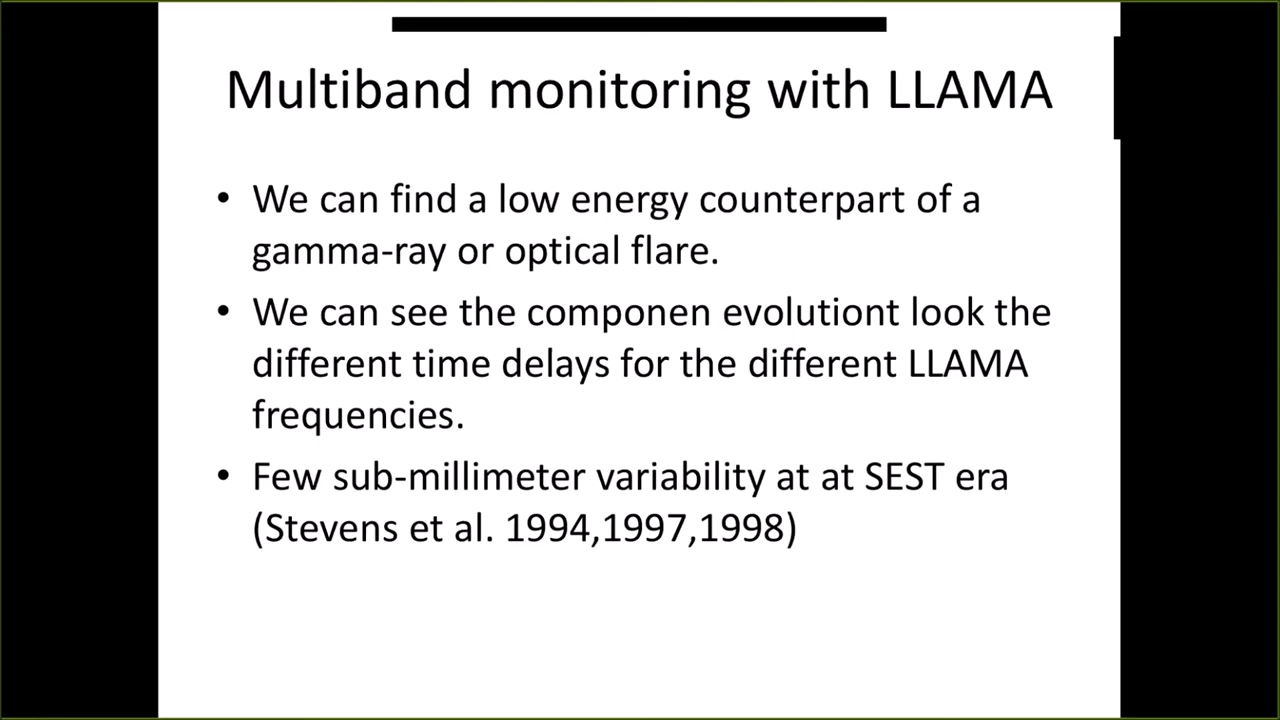 Multiband monitoring with LLAMA
• We can find a low energy counterpart of a
gamma-ray or optical flare.
• We can see the componen evolutiont look the
different time delays for the different LLAMA
frequencies.
• Few sub-millimeter variability at at SEST era
(Stevens et al. 1994,1997,1998)